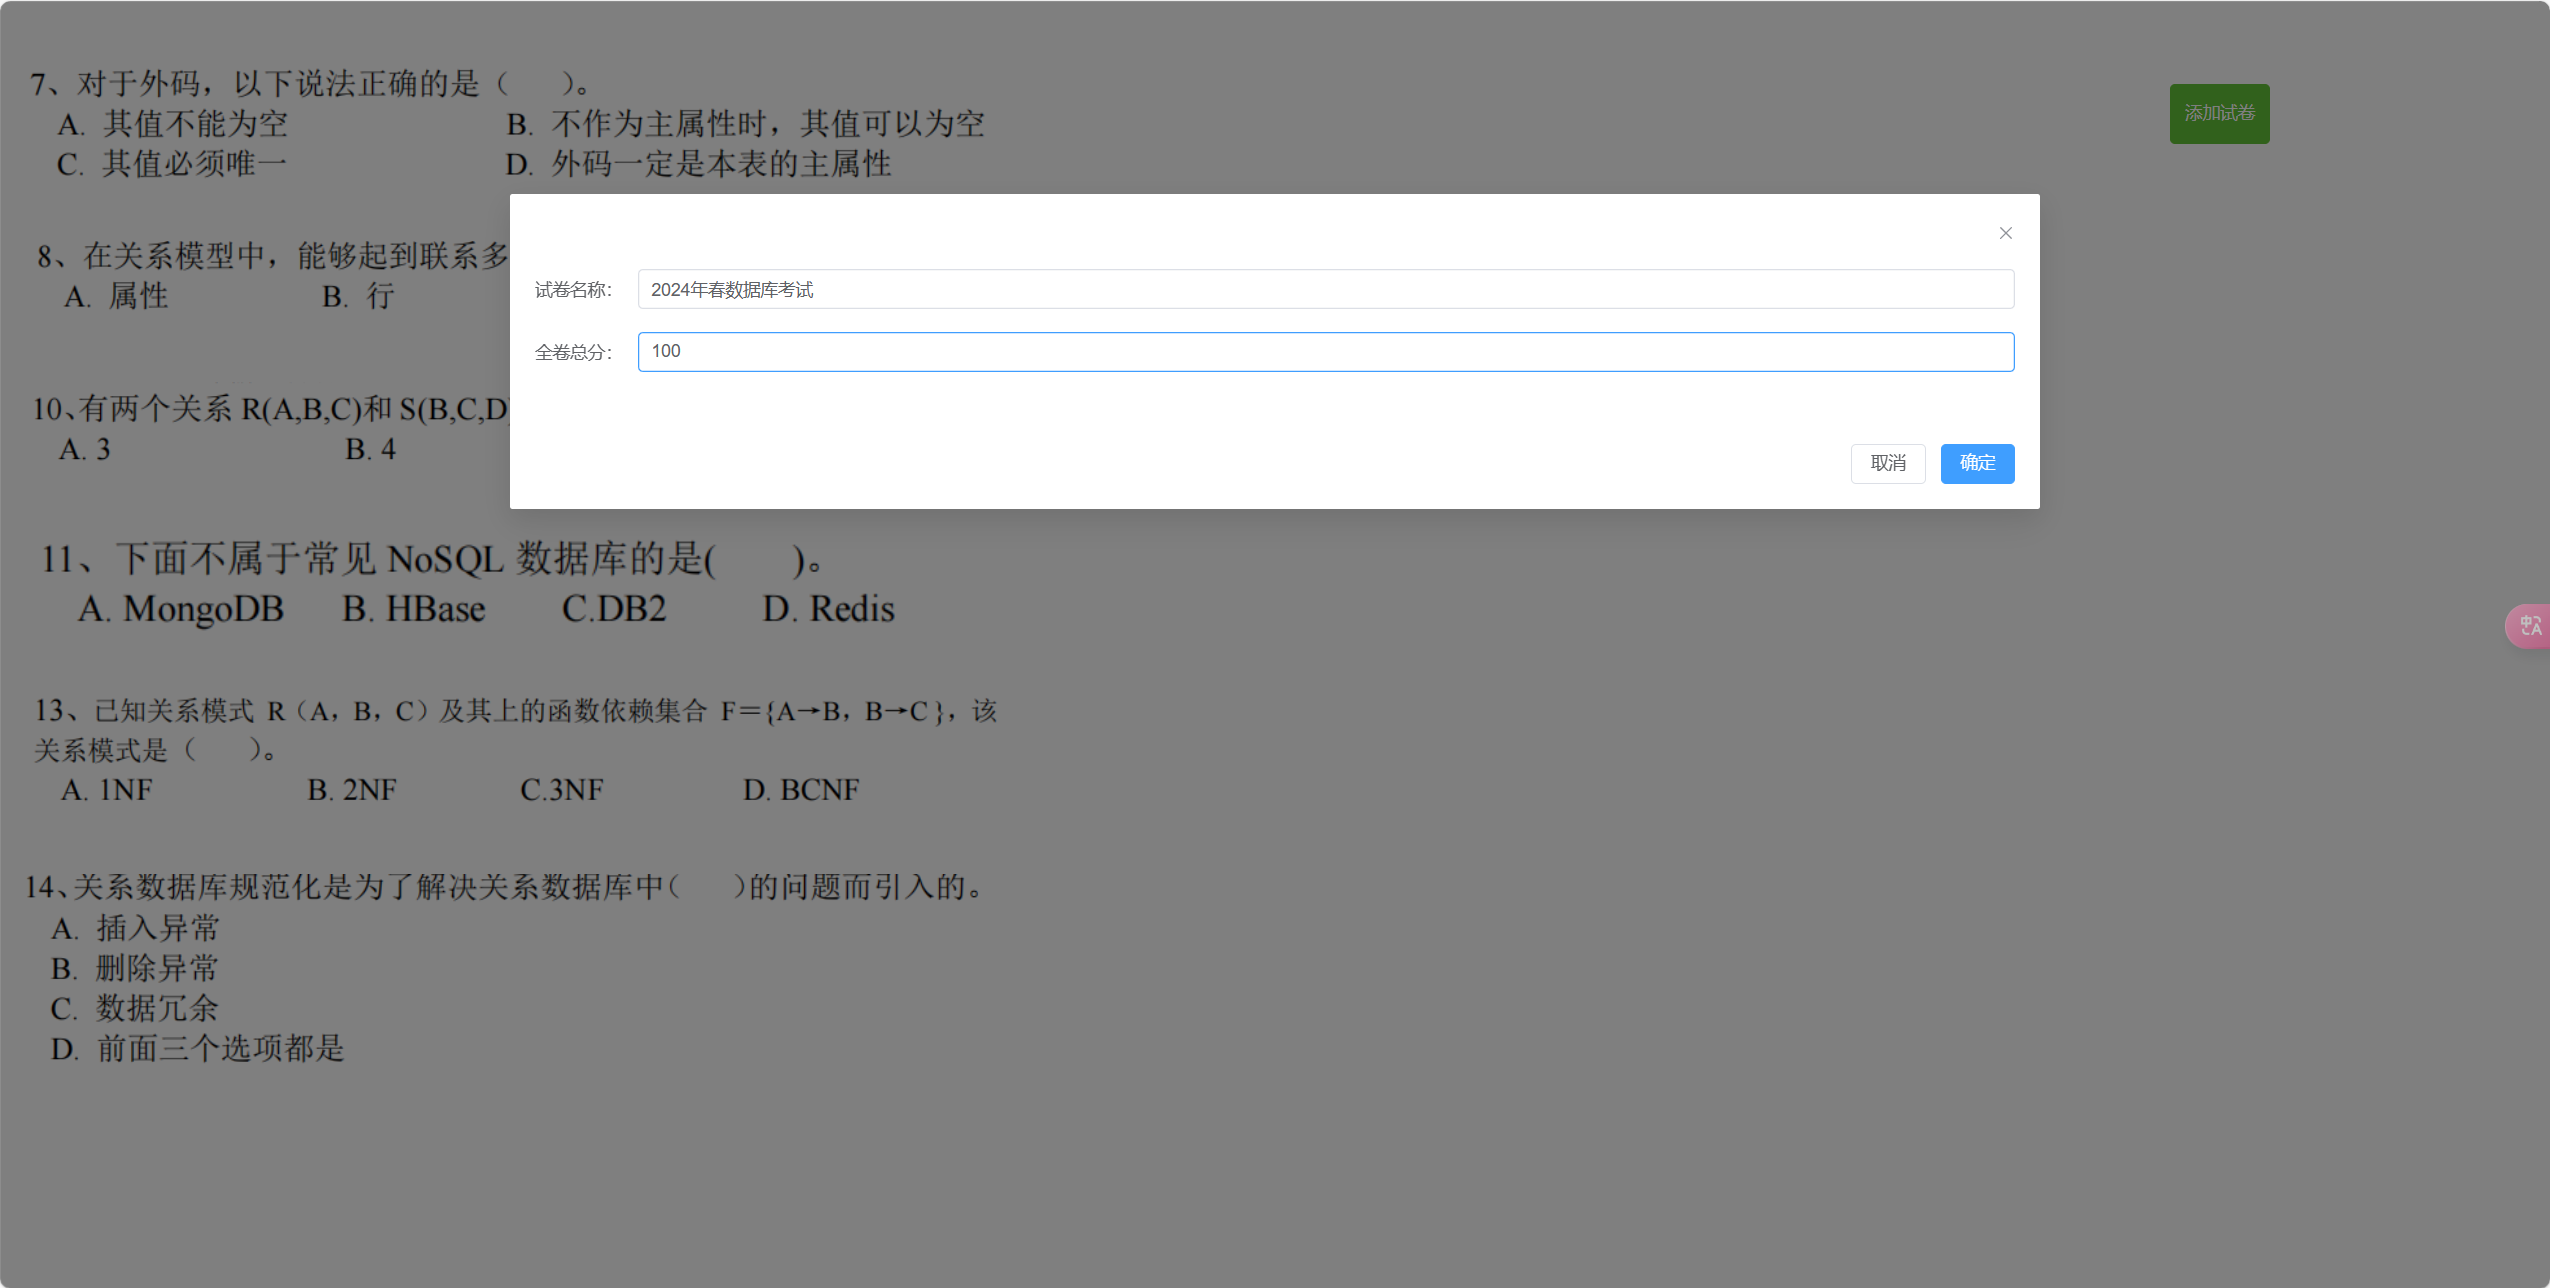 7、对于外码，以下说法正确的是（　　）。
A. 其值不能为空 B. 不作为主属性时，其值可以为空
C. 其值必须唯一 D. 外码一定是本表的主属性
添加试卷
8、在关系模型中，能够起到联系多
A. 属性 B. 行
试卷名称： 2024年春数据库考试
全卷总分： 100
取消 确定
10、有两个关系 R(A,B,C)和 S(B,C,D)
A. 3 B. 4
11、下面不属于常见 NoSQL 数据库的是(　　)。
A. MongoDB B. HBase C.DB2 D. Redis
13、已知关系模式 R（A，B，C）及其上的函数依赖集合 F＝{A→B，B→C }，该
关系模式是（　　）。
A. 1NF B. 2NF C.3NF D. BCNF
14、关系数据库规范化是为了解决关系数据库中（　　）的问题而引入的。
A. 插入异常
B. 删除异常
C. 数据冗余
D. 前面三个选项都是